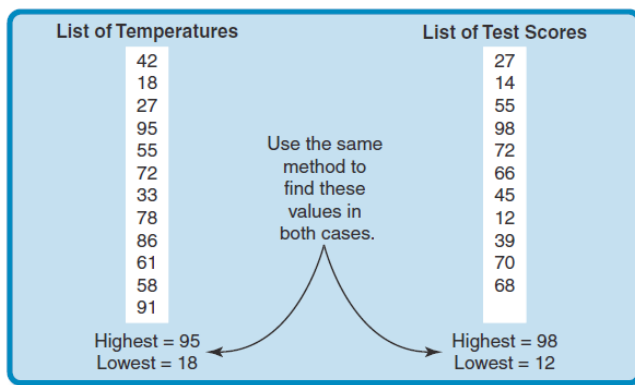 List of Temperatures
42
18
27
95
55
72
33
78
86
61
58
91
Highest = 95
Lowest = 18
Use the same
method to
find these
values in
both cases.
List of Test Scores
27
14
55
98
72
66
45
12
39
70
68
Highest = 98
Lowest = 12